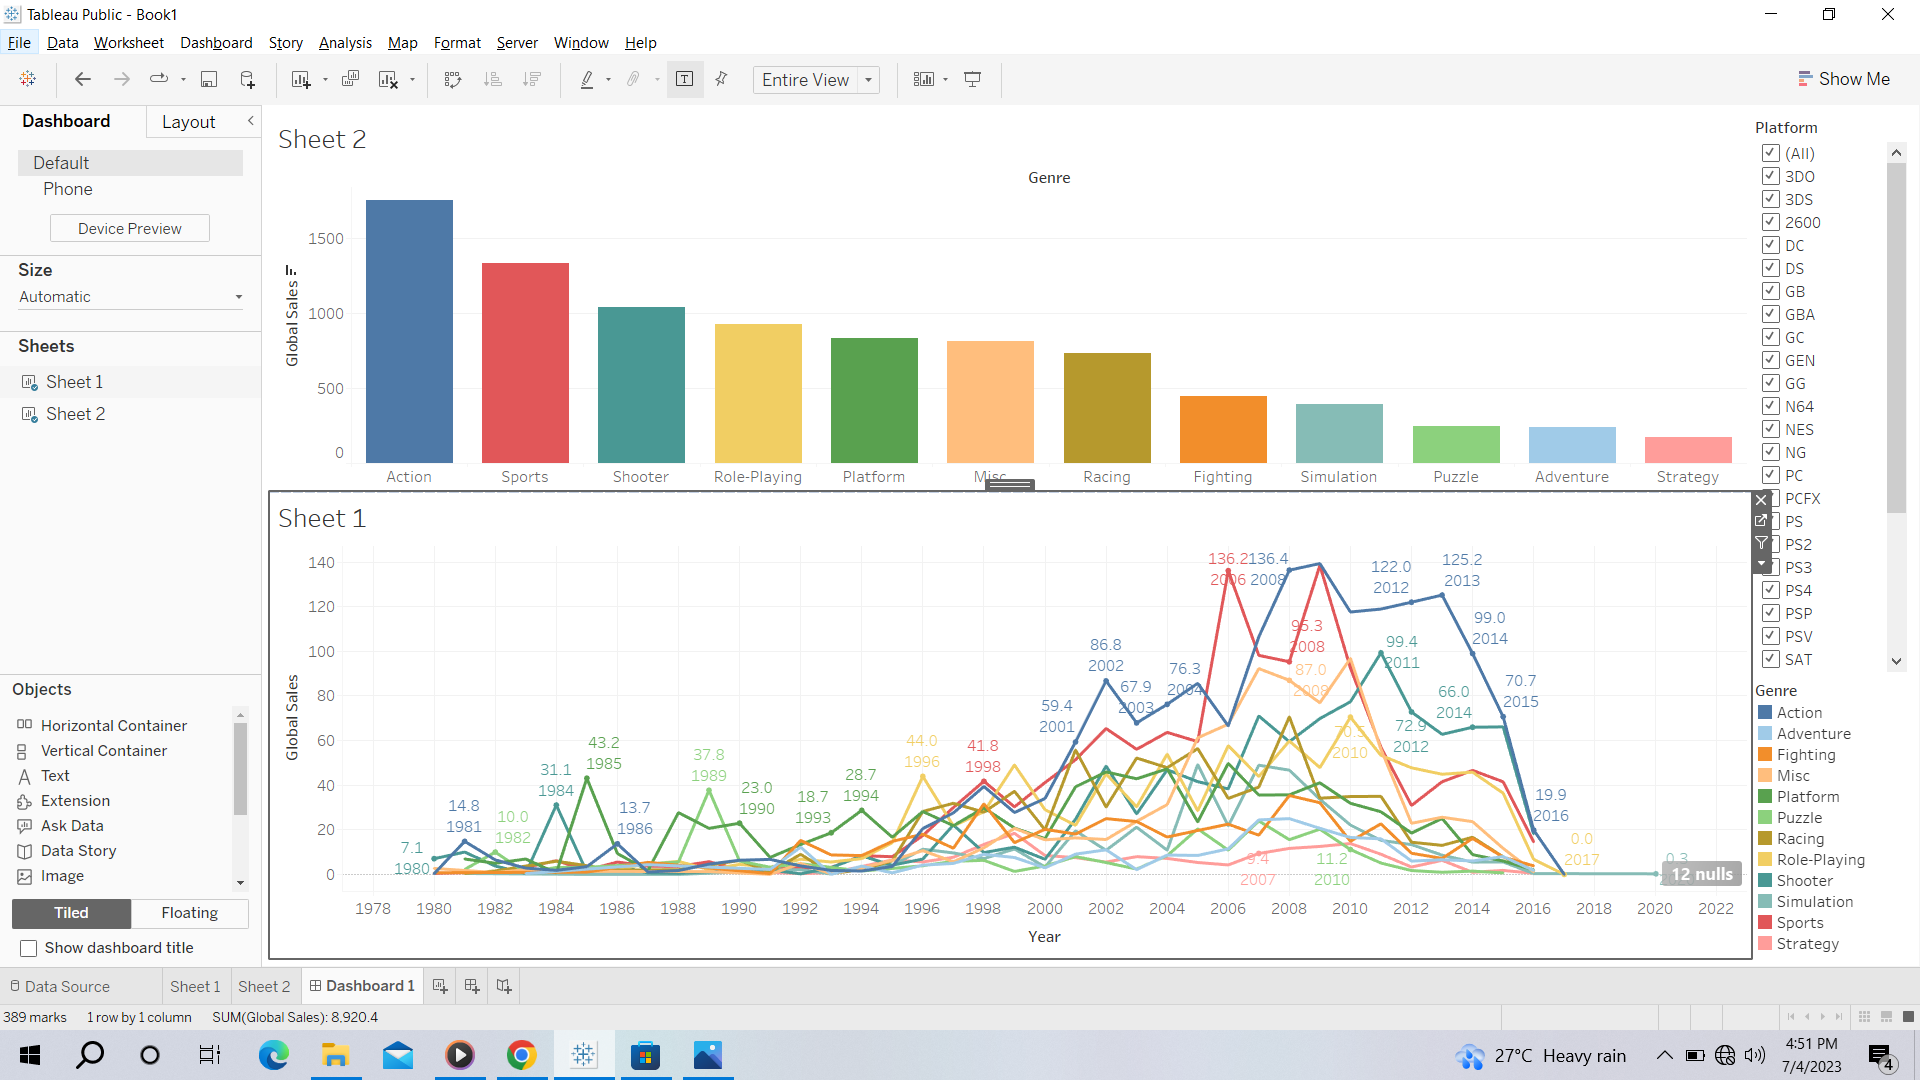 Tableau Public - Book1
File Data Worksheet Dashboard Story Analysis Map Format Server Window Help
Entire View
Show Me
Dashboard
Layout
Default
Phone
Device Preview
Size
Automatic
Sheets
Sheet 1
Sheet 2
Objects
Horizontal Container
Vertical Container
Text
Extension
Ask Data
Data Story
Image
Tiled
Floating
Show dashboard title
Sheet 2
Genre
Global Sales
1500
1000
500
0
Action Sports Shooter Role-Playing Platform Misc Racing Fighting Simulation Puzzle Adventure Strategy
Sheet 1
Global Sales
140
120
100
80
60
40
20
0
7.1
1980
14.8
1981
10.0
1982
31.1
1984
43.2
1985
13.7
1986
37.8
1989
23.0
1990
18.7
1993
28.7
1994
44.0
1996
41.8
1998
59.4
2001
86.8
2002
67.9
2003
76.3
2004
136.2
2006
136.4
2008
95.3
2008
87.0
2008
9.4
2007
11.2
2010
70.5
2010
122.0
2012
99.4
2011
72.9
2012
125.2
2013
66.0
2014
99.0
2014
70.7
2015
19.9
2016
0.0
2017
0.3
12 nulls
1978 1980 1982 1984 1986 1988 1990 1992 1994 1996 1998 2000 2002 2004 2006 2008 2010 2012 2014 2016 2018 2020 2022
Year
Platform
(All)
3DO
3DS
2600
DC
DS
GB
GBA
GC
GEN
GG
N64
NES
NG
PC
PCFX
PS
PS2
PS3
PS4
PSP
PSV
SAT
Genre
Action
Adventure
Fighting
Misc
Platform
Puzzle
Racing
Role-Playing
Shooter
Simulation
Sports
Strategy
Data Source Sheet 1 Sheet 2 Dashboard 1
389 marks 1 row by 1 column SUM(Global Sales): 8,920.4
27°C Heavy rain
4:51 PM
7/4/2023
4